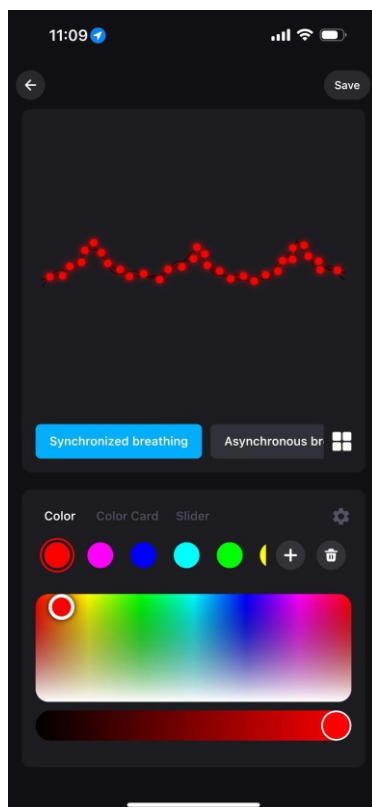 11:09
Save
Synchronized breathing
Asynchronous br
Color Color Card Slider